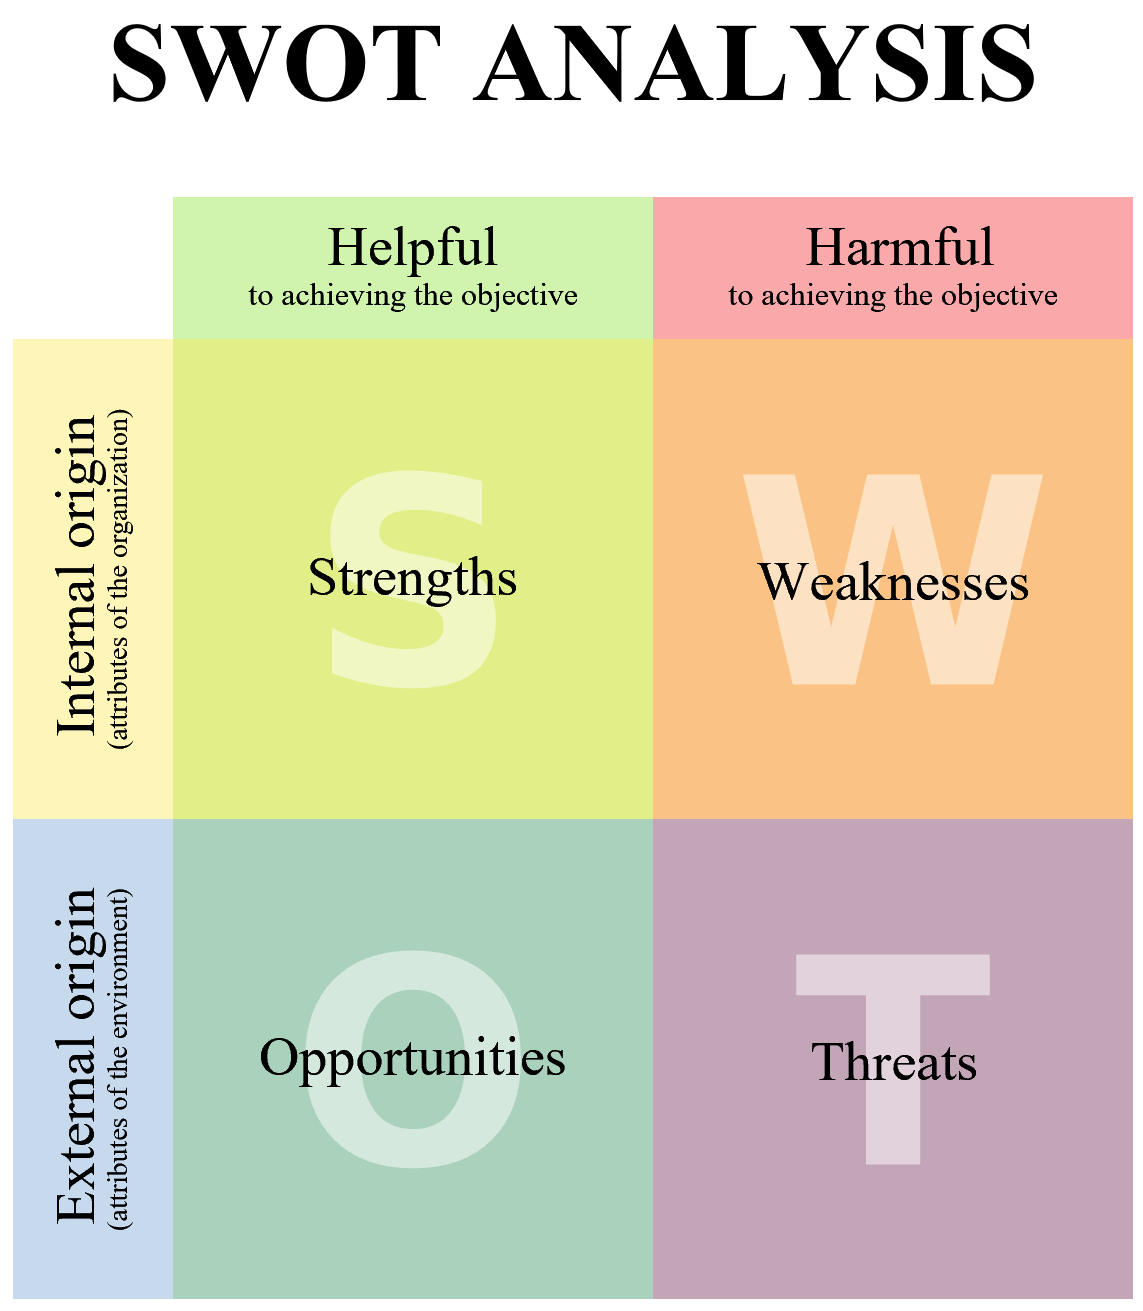 SWOT ANALYSIS
Helpful
to achieving the objective
Harmful
to achieving the objective
Internal origin
(attributes of the organization)
S
Strengths
W
Weaknesses
External origin
(attributes of the environment)
O
Opportunities
T
Threats